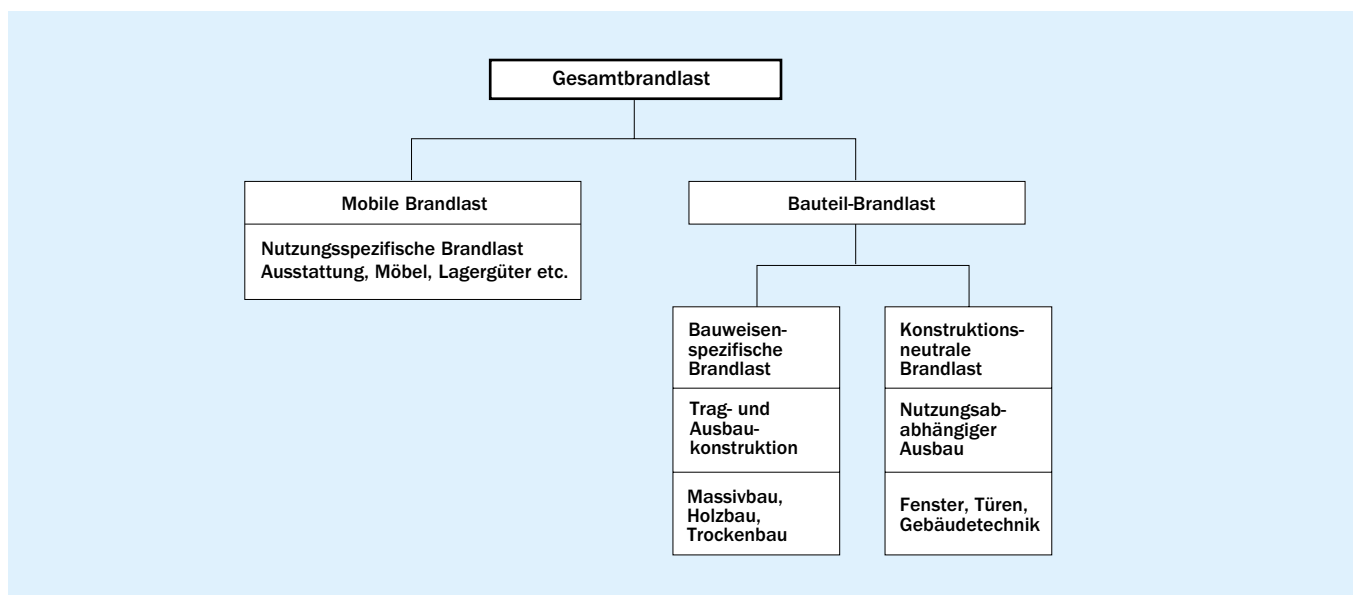 Gesamtbrandlast
Mobile Brandlast
Nutzungsspezifische Brandlast
Ausstattung, Möbel, Lagergüter etc.
Bauteil-Brandlast
Bauweisen-
spezifische
Brandlast
Trag- und
Ausbau-
konstruktion
Massivbau,
Holzbau,
Trockenbau
Konstruktions-
neutrale
Brandlast
Nutzungsab-
abhängiger
Ausbau
Fenster, Türen,
Gebäudetechnik